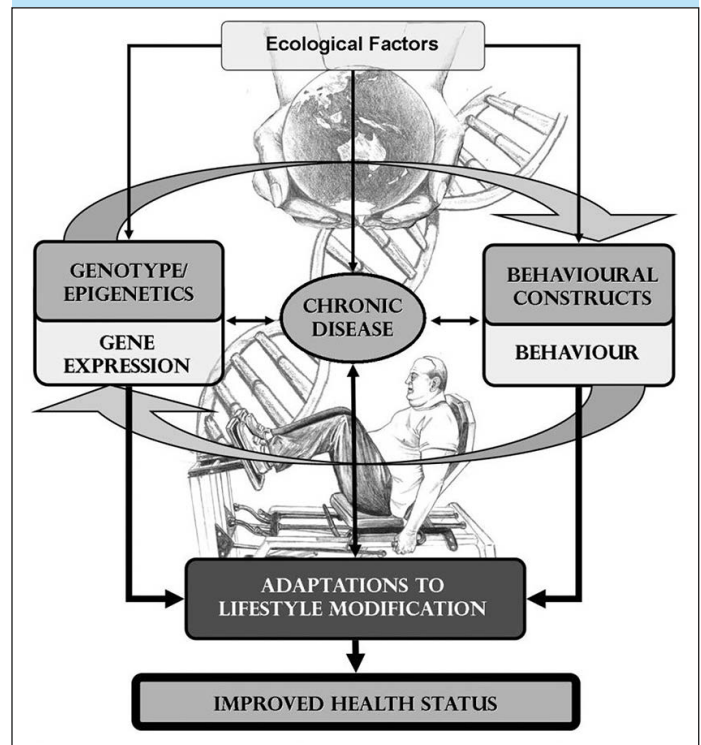 Ecological Factors
GENOTYPE/
EPIGENETICS
GENE
EXPRESSION
CHRONIC
DISEASE
BEHAVIOURAL
CONSTRUCTS
BEHAVIOUR
ADAPTATIONS TO
LIFESTYLE MODIFICATION
IMPROVED HEALTH STATUS